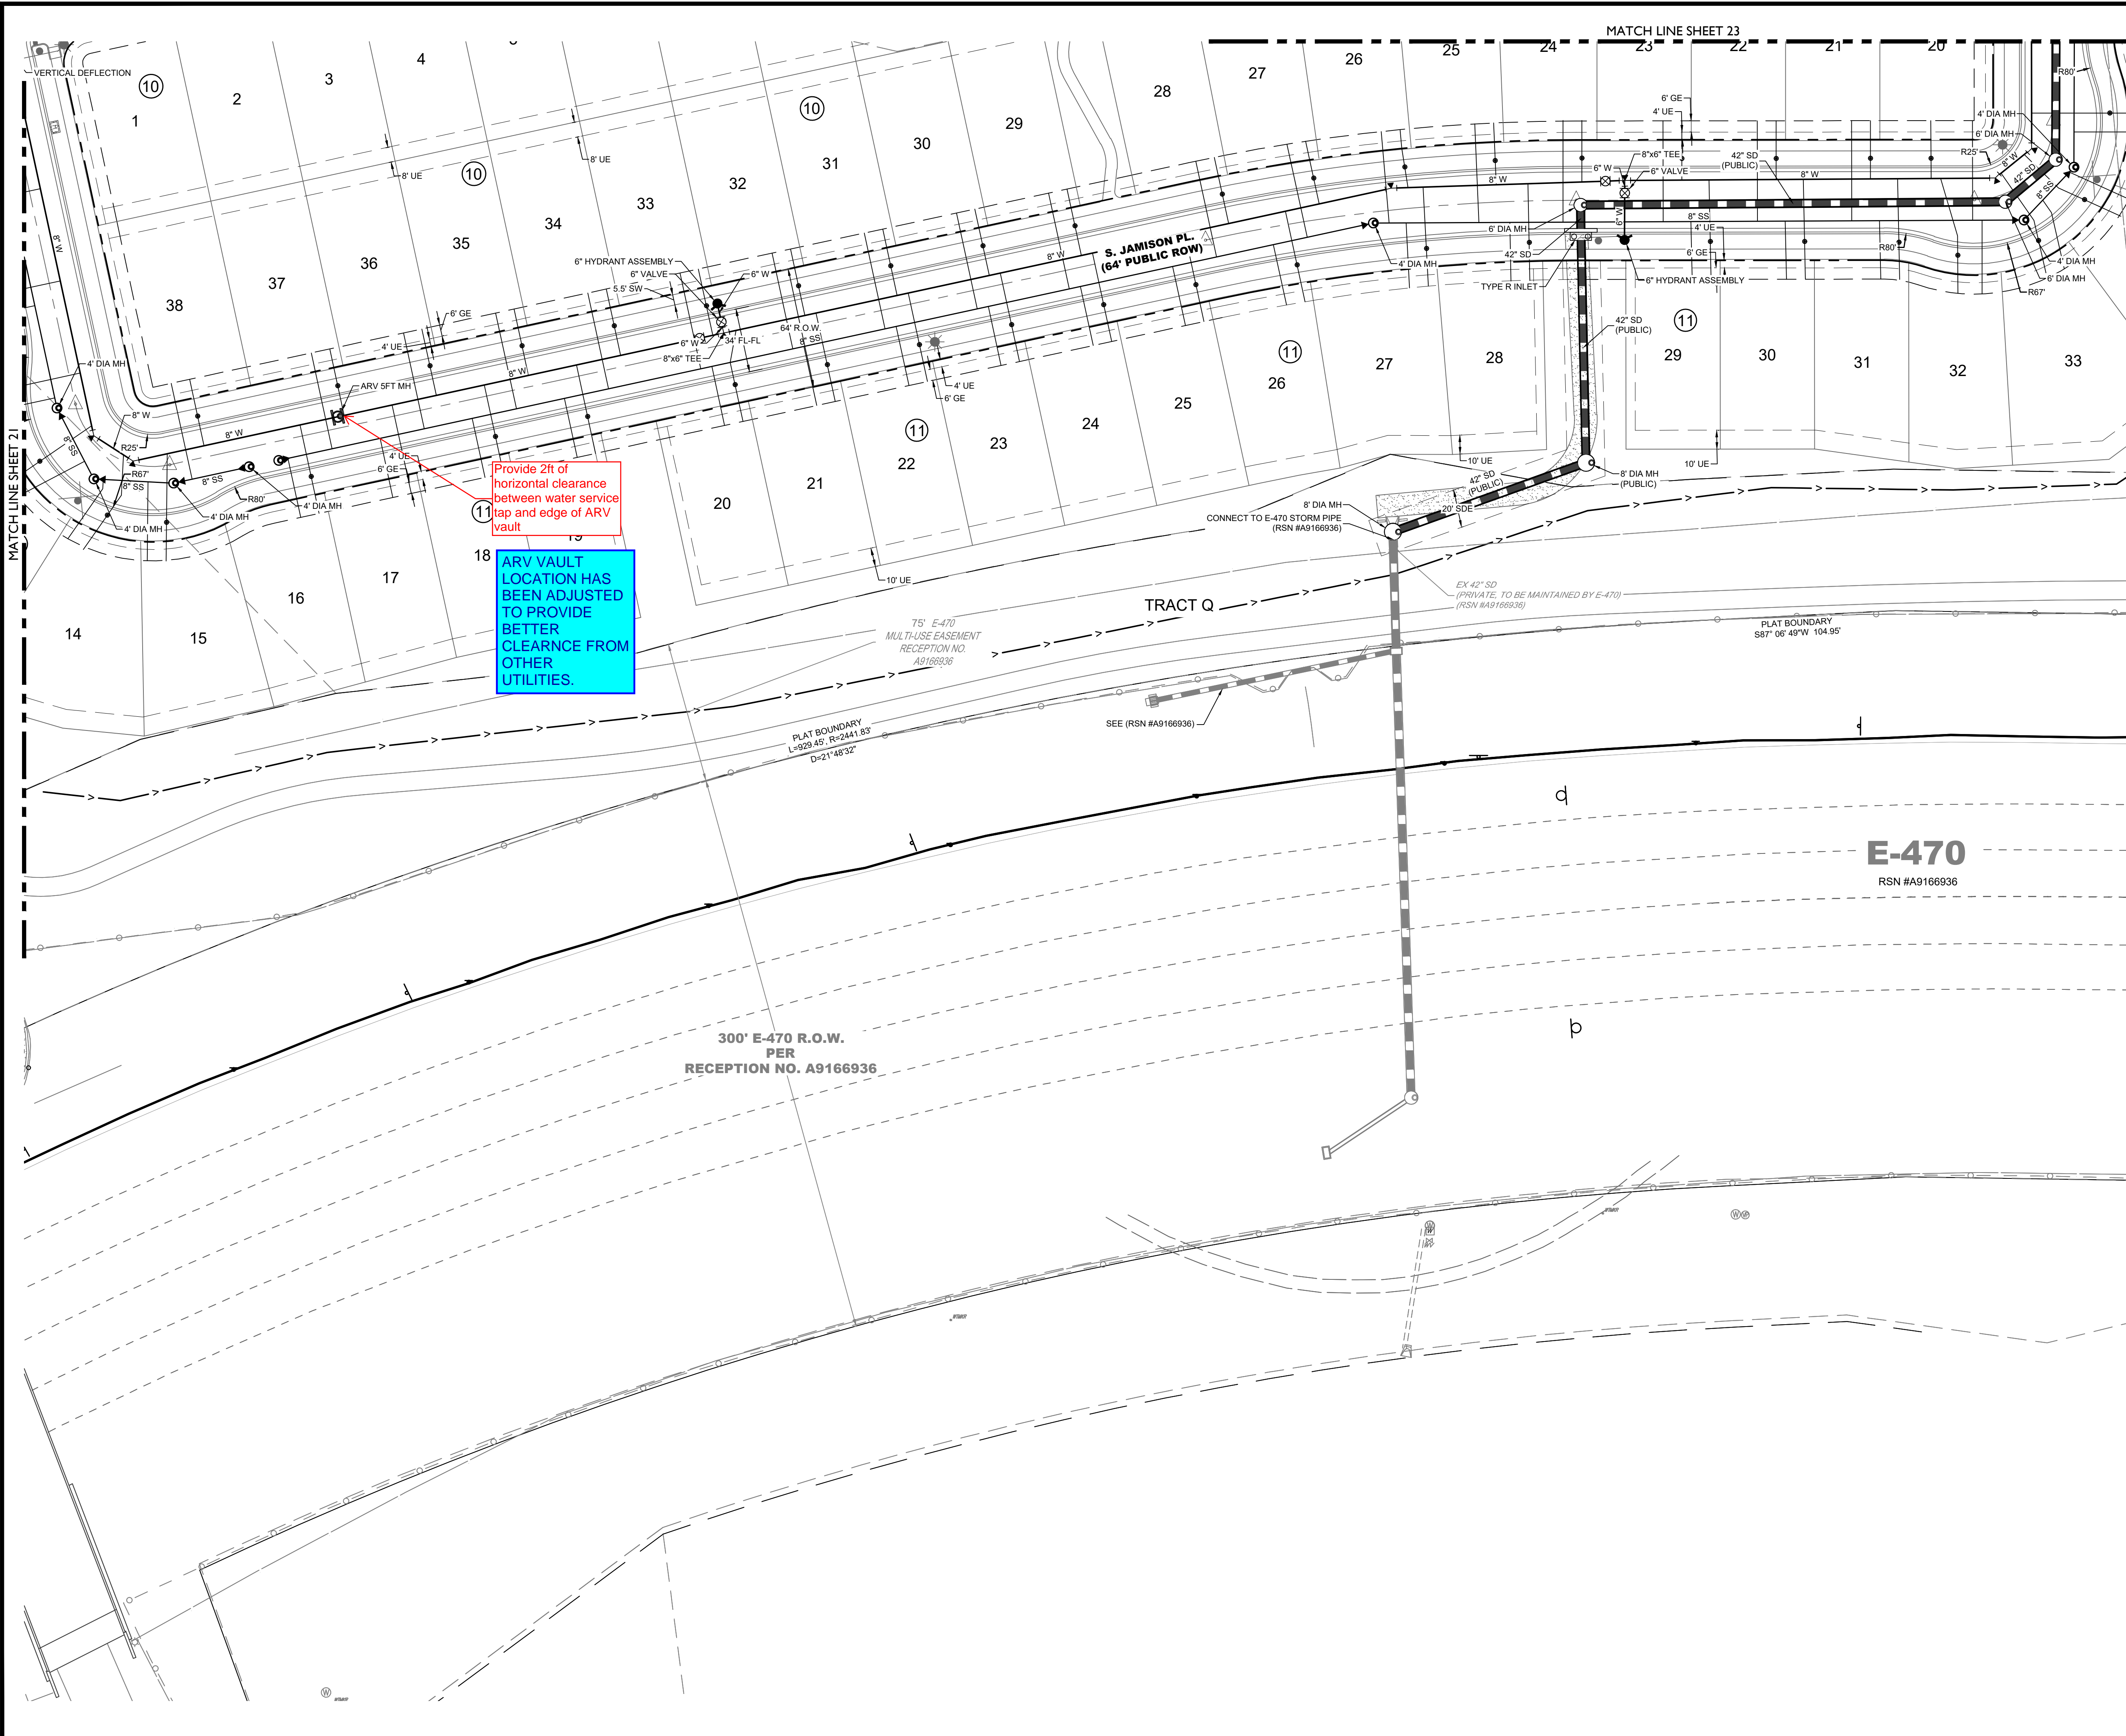 MATCH LINE SHEET 23
VERTICAL DEFLECTION
10
1
2
3
4
10
10
28
27
26
25
24
23
22
21
20
29
30
31
32
33
34
35
36
37
38
8' UE
8' UE
6' GE
4' UE
8"x6" TEE
6" W
6" VALVE
42" SD
(PUBLIC)
8" W
8" W
R25'
8" W
R80'
4' DIA MH
6' DIA MH
42" SD
8" SS
8" SS
6" W
4' UE
6' GE
R80'
4' DIA MH
6' DIA MH
R67'
6' DIA MH
42" SD
TYPE R INLET
6" HYDRANT ASSEMBLY
4' DIA MH
S. JAMISON PL.
(64' PUBLIC ROW)
8" W
6" HYDRANT ASSEMBLY
6" VALVE
5.5' SW
6" W
6" W
8"x6" TEE
64' R.O.W.
34' FL-FL
8" SS
8" W
8" W
6' GE
4' UE
4' DIA MH
ARV 5FT MH
8" W
8" W
R25'
8" SS
R67'
8" SS
8" SS
R80'
4' DIA MH
4' DIA MH
4' DIA MH
4' UE
6' GE
4' UE
6' GE
MATCH LINE SHEET 21
Provide 2ft of
horizontal clearance
between water service
tap and edge of ARV
vault
ARV VAULT
LOCATION HAS
BEEN ADJUSTED
TO PROVIDE
BETTER
CLEARNCE FROM
OTHER
UTILITIES.
11
11
11
11
14
15
16
17
18
19
20
21
22
23
24
25
26
27
28
29
30
31
32
33
42" SD
(PUBLIC)
10' UE
10' UE
10' UE
42" SD
(PUBLIC)
20' SDE
8' DIA MH
(PUBLIC)
8' DIA MH
CONNECT TO E-470 STORM PIPE
(RSN #A9166936)
EX 42" SD
(PRIVATE, TO BE MAINTAINED BY E-470)
(RSN #A9166936)
TRACT Q
75' E-470
MULTI-USE EASEMENT
RECEPTION NO.
A9166936
PLAT BOUNDARY
S87° 06' 49"W 104.95'
SEE (RSN #A9166936)
PLAT BOUNDARY
L=929.45', R=2441.83'
D=21°48'32"
E-470
RSN #A9166936
300' E-470 R.O.W.
PER
RECEPTION NO. A9166936
W
W
W
W